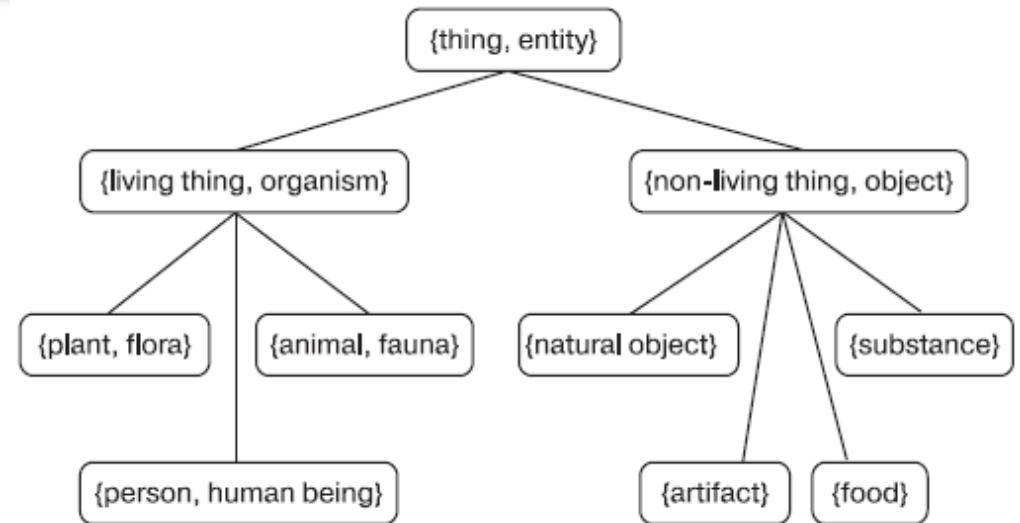 {thing, entity}
{living thing, organism}
{non-living thing, object}
{plant, flora}
{animal, fauna}
{natural object}
{substance}
{person, human being}
{artifact}
{food}